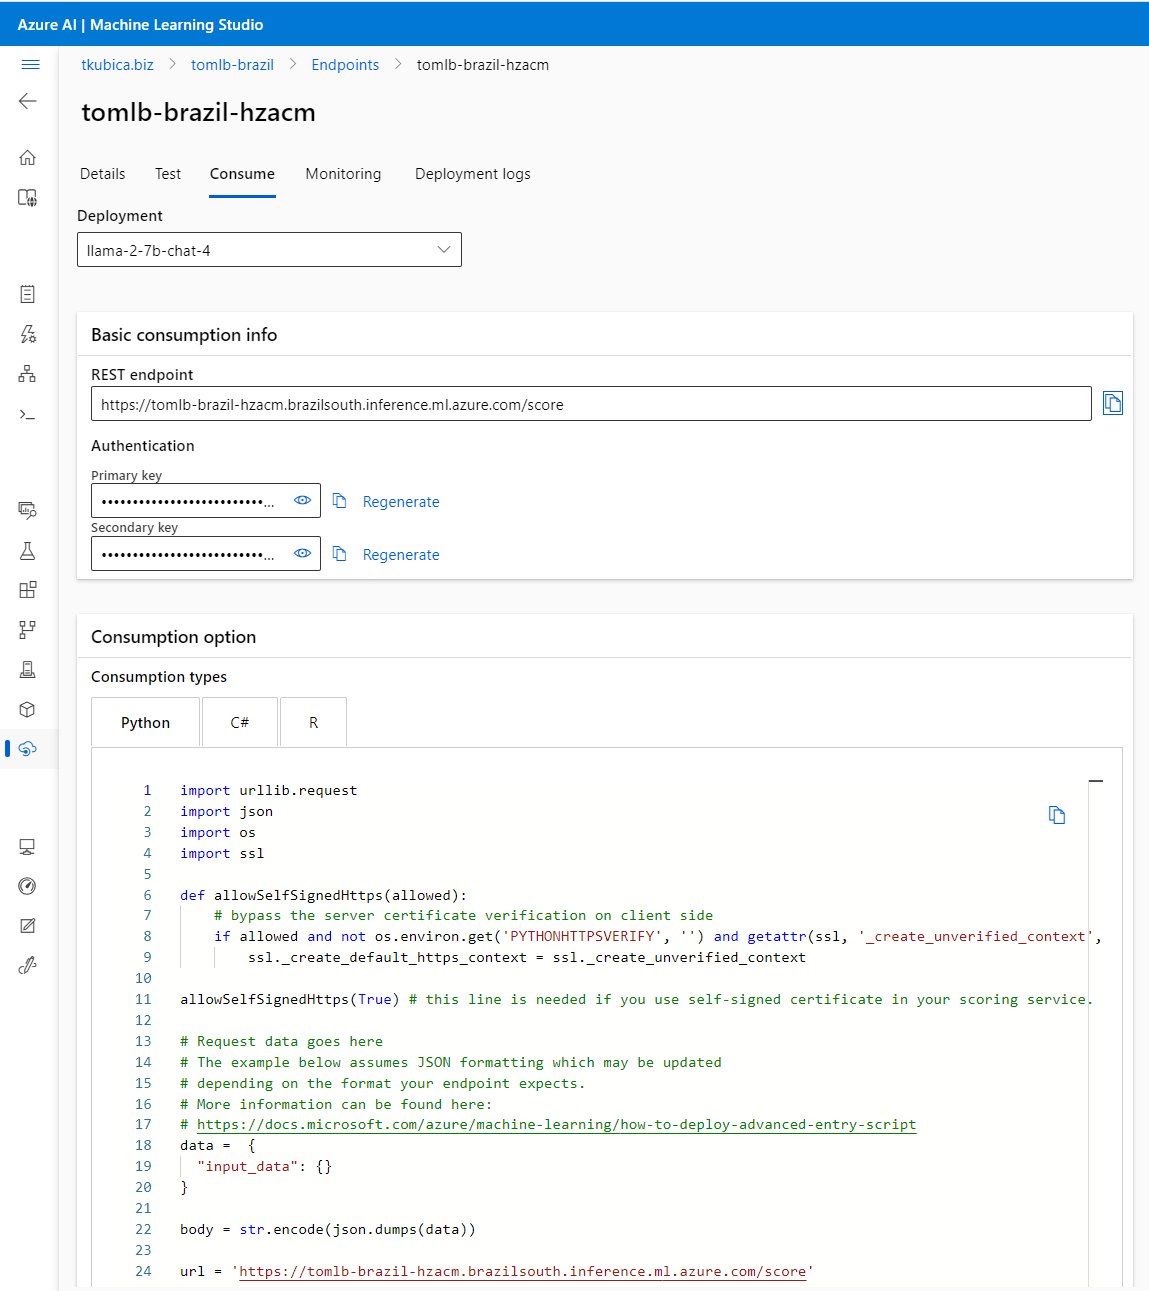 Azure AI | Machine Learning Studio
tkubica.biz > tomlb-brazil > Endpoints > tomlb-brazil-hzacm
tomlb-brazil-hzacm
Details Test Consume Monitoring Deployment logs
Deployment
llama-2-7b-chat-4
Basic consumption info
REST endpoint
https://tomlb-brazil-hzacm.brazilsouth.inference.ml.azure.com/score
Authentication
Primary key
••••••••••••••••••••••••••... Regenerate
Secondary key
••••••••••••••••••••••••••... Regenerate
Consumption option
Consumption types
Python C# R
1 import urllib.request
2 import json
3 import os
4 import ssl
5
6 def allowSelfSignedHttps(allowed):
7 # bypass the server certificate verification on client side
8 if allowed and not os.environ.get('PYTHONHTTPSVERIFY', '') and getattr(ssl, '_create_unverified_context',
9 ssl._create_default_https_context = ssl._create_unverified_context
10
11 allowSelfSignedHttps(True) # this line is needed if you use self-signed certificate in your scoring service.
12
13 # Request data goes here
14 # The example below assumes JSON formatting which may be updated
15 # depending on the format your endpoint expects.
16 # More information can be found here:
17 # https://docs.microsoft.com/azure/machine-learning/how-to-deploy-advanced-entry-script
18 data = {
19 "input_data": {}
20 }
21
22 body = str.encode(json.dumps(data))
23
24 url = 'https://tomlb-brazil-hzacm.brazilsouth.inference.ml.azure.com/score'